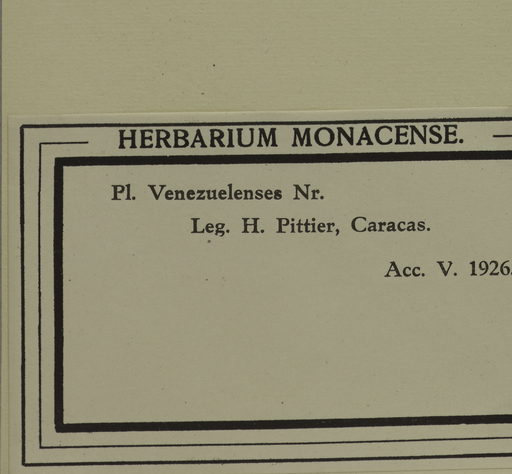 HERBARIUM MONACENSE.
Pl. Venezuelenses Nr.
Leg. H. Pittier, Caracas.
Acc. V. 1926.